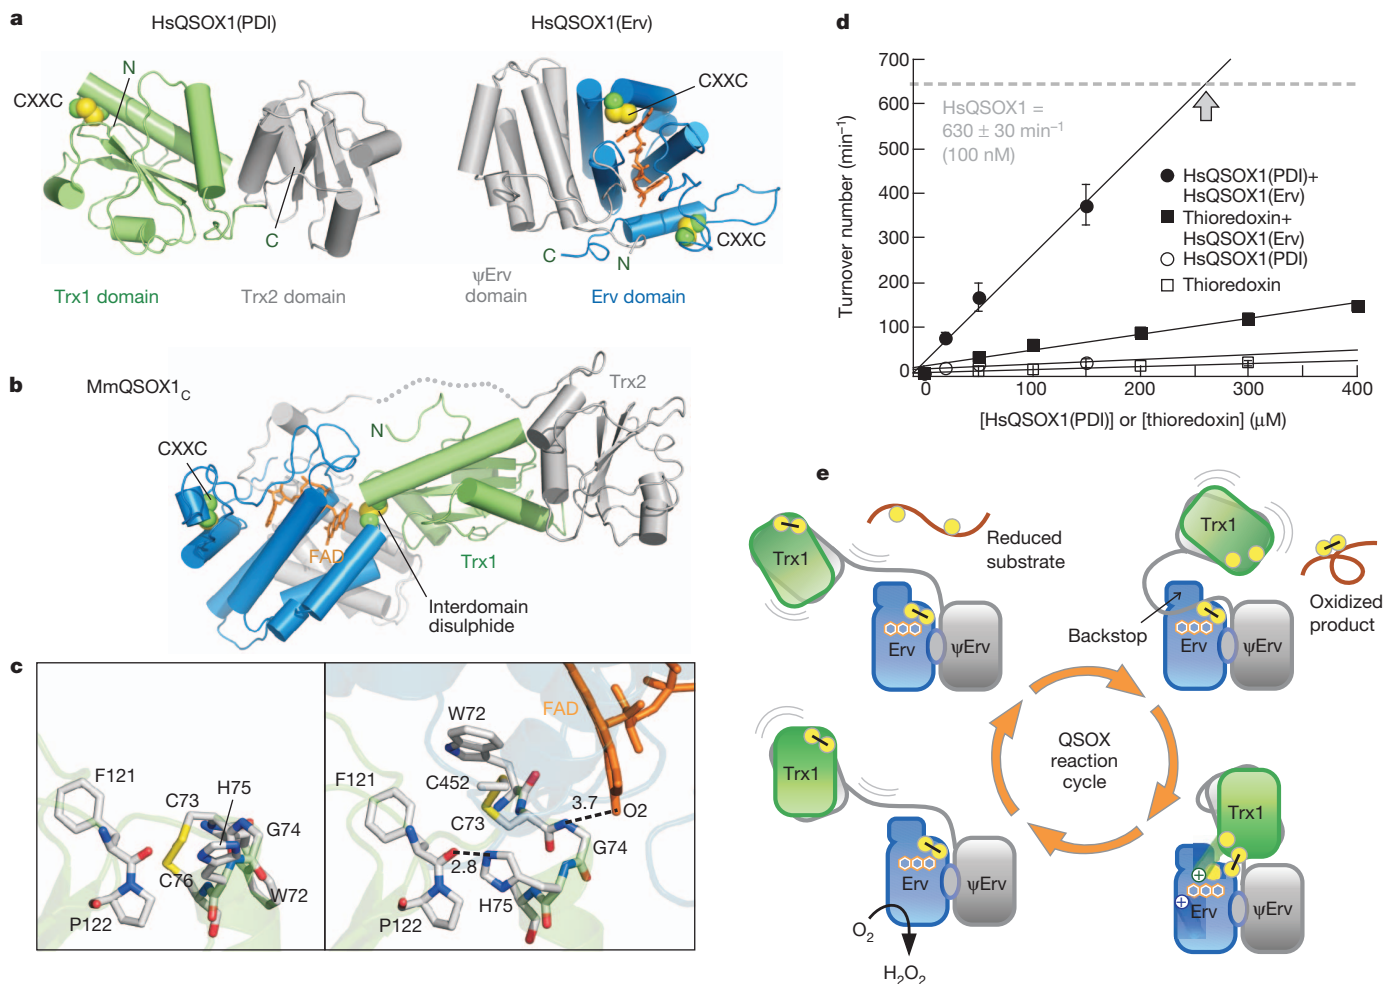 a
HsQSOX1(PDI)
HsQSOX1(Erv)
N
CXXC
C
Trx1 domain
Trx2 domain
CXXC
CXXC
C
N
ψErv
domain
Erv domain
b
MmQSOX1C
Trx2
N
CXXC
FAD
Trx1
Interdomain
disulphide
c
F121
C73
H75
G74
C76
W72
P122
W72
FAD
F121
C452
3.7
O2
C73
G74
2.8
H75
P122
d
Turnover number (min–1)
700
600
500
400
300
200
100
0
HsQSOX1 =
630 ± 30 min–1
(100 nM)
HsQSOX1(PDI)+
HsQSOX1(Erv)
Thioredoxin+
HsQSOX1(Erv)
HsQSOX1(PDI)
Thioredoxin
0
100
200
300
400
[HsQSOX1(PDI)] or [thioredoxin] (μM)
e
Trx1
Reduced
substrate
Erv
ψErv
Trx1
Oxidized
product
Backstop
Erv
ψErv
QSOX
reaction
cycle
Trx1
Erv
ψErv
O2
H2O2
Trx1
+
+
Erv
ψErv